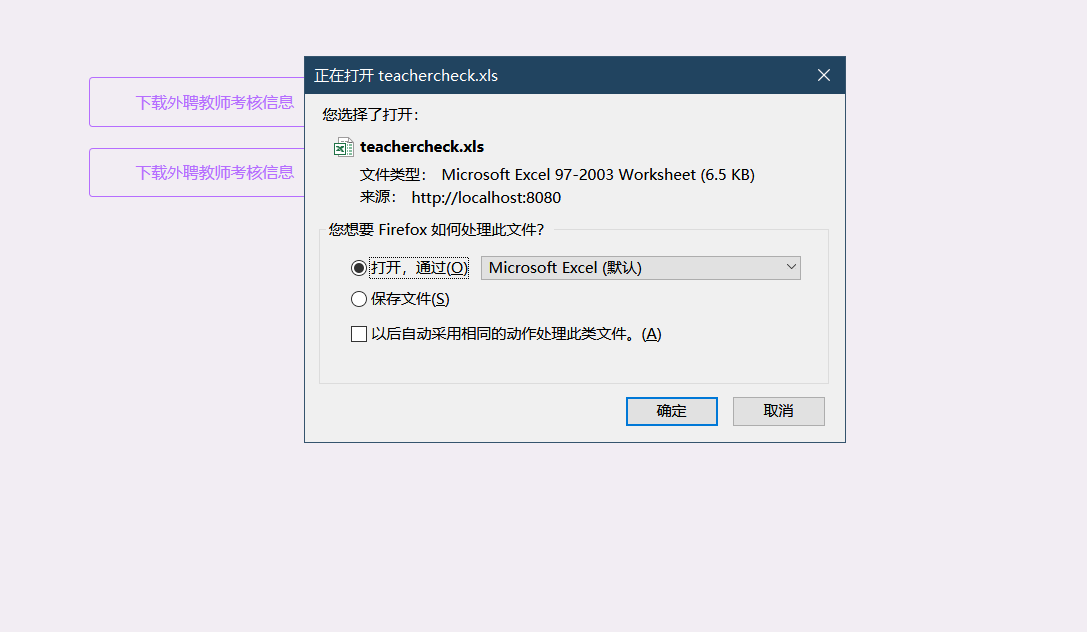 正在打开 teachercheck.xls
下载外聘教师考核信息
下载外聘教师考核信息
您选择了打开:
teachercheck.xls
文件类型: Microsoft Excel 97-2003 Worksheet (6.5 KB)
来源: http://localhost:8080
您想要 Firefox 如何处理此文件?
打开，通过(O) Microsoft Excel (默认)
保存文件(S)
以后自动采用相同的动作处理此类文件。(A)
确定 取消